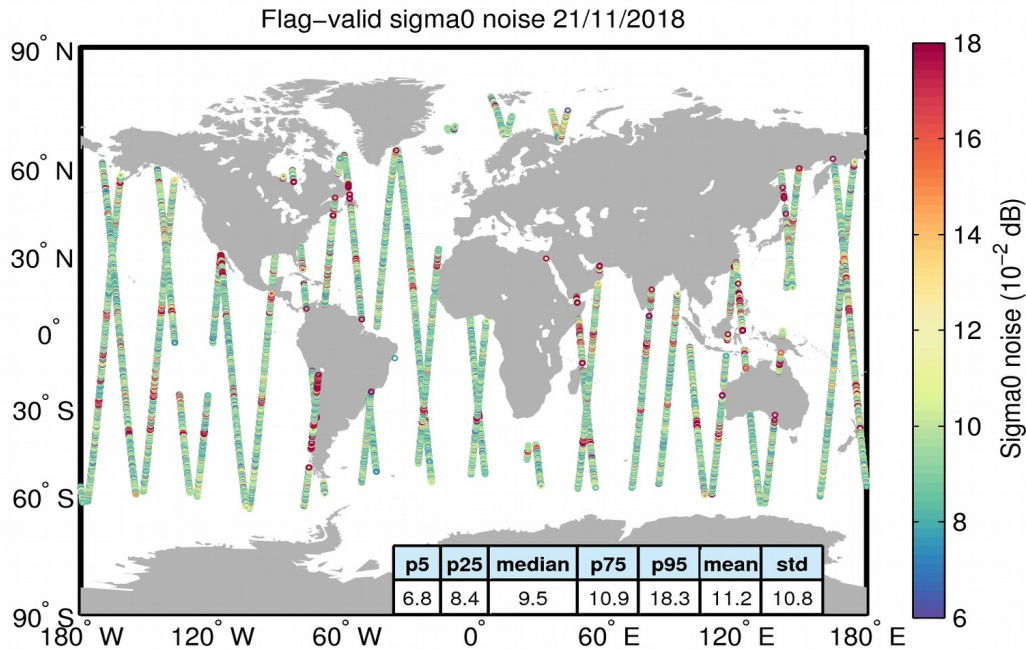 Flag−valid sigma0 noise 21/11/2018
90° N
60° N
30° N
0°
30° S
60° S
90° S
180° W
120° W
60° W
0°
60° E
120° E
180° E
p5 p25 median p75 p95 mean std
6.8 8.4 9.5 10.9 18.3 11.2 10.8
18
16
14
12
10
8
6
Sigma0 noise (10⁻² dB)